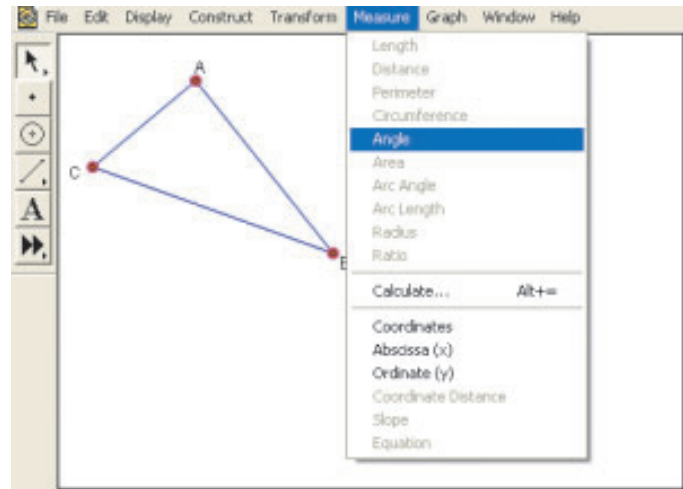 File Edit Display Construct Transform Measure Graph Window Help
Length
Distance
Perimeter
Circumference
Angle
Area
Arc Angle
Arc Length
Radius
Ratio
Calculate... Alt+=
Coordinates
Abscissa (x)
Ordinate (y)
Coordinate Distance
Slope
Equation
A
C
B
A